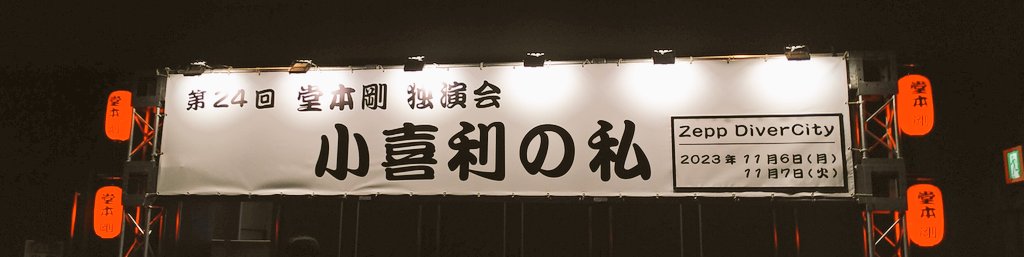 第24回 堂本剛 独演会
小喜利の私
Zepp DiverCity
2023年 11月6日(月)
11月7日(火)
堂本剛
堂本剛
堂本剛
堂本剛